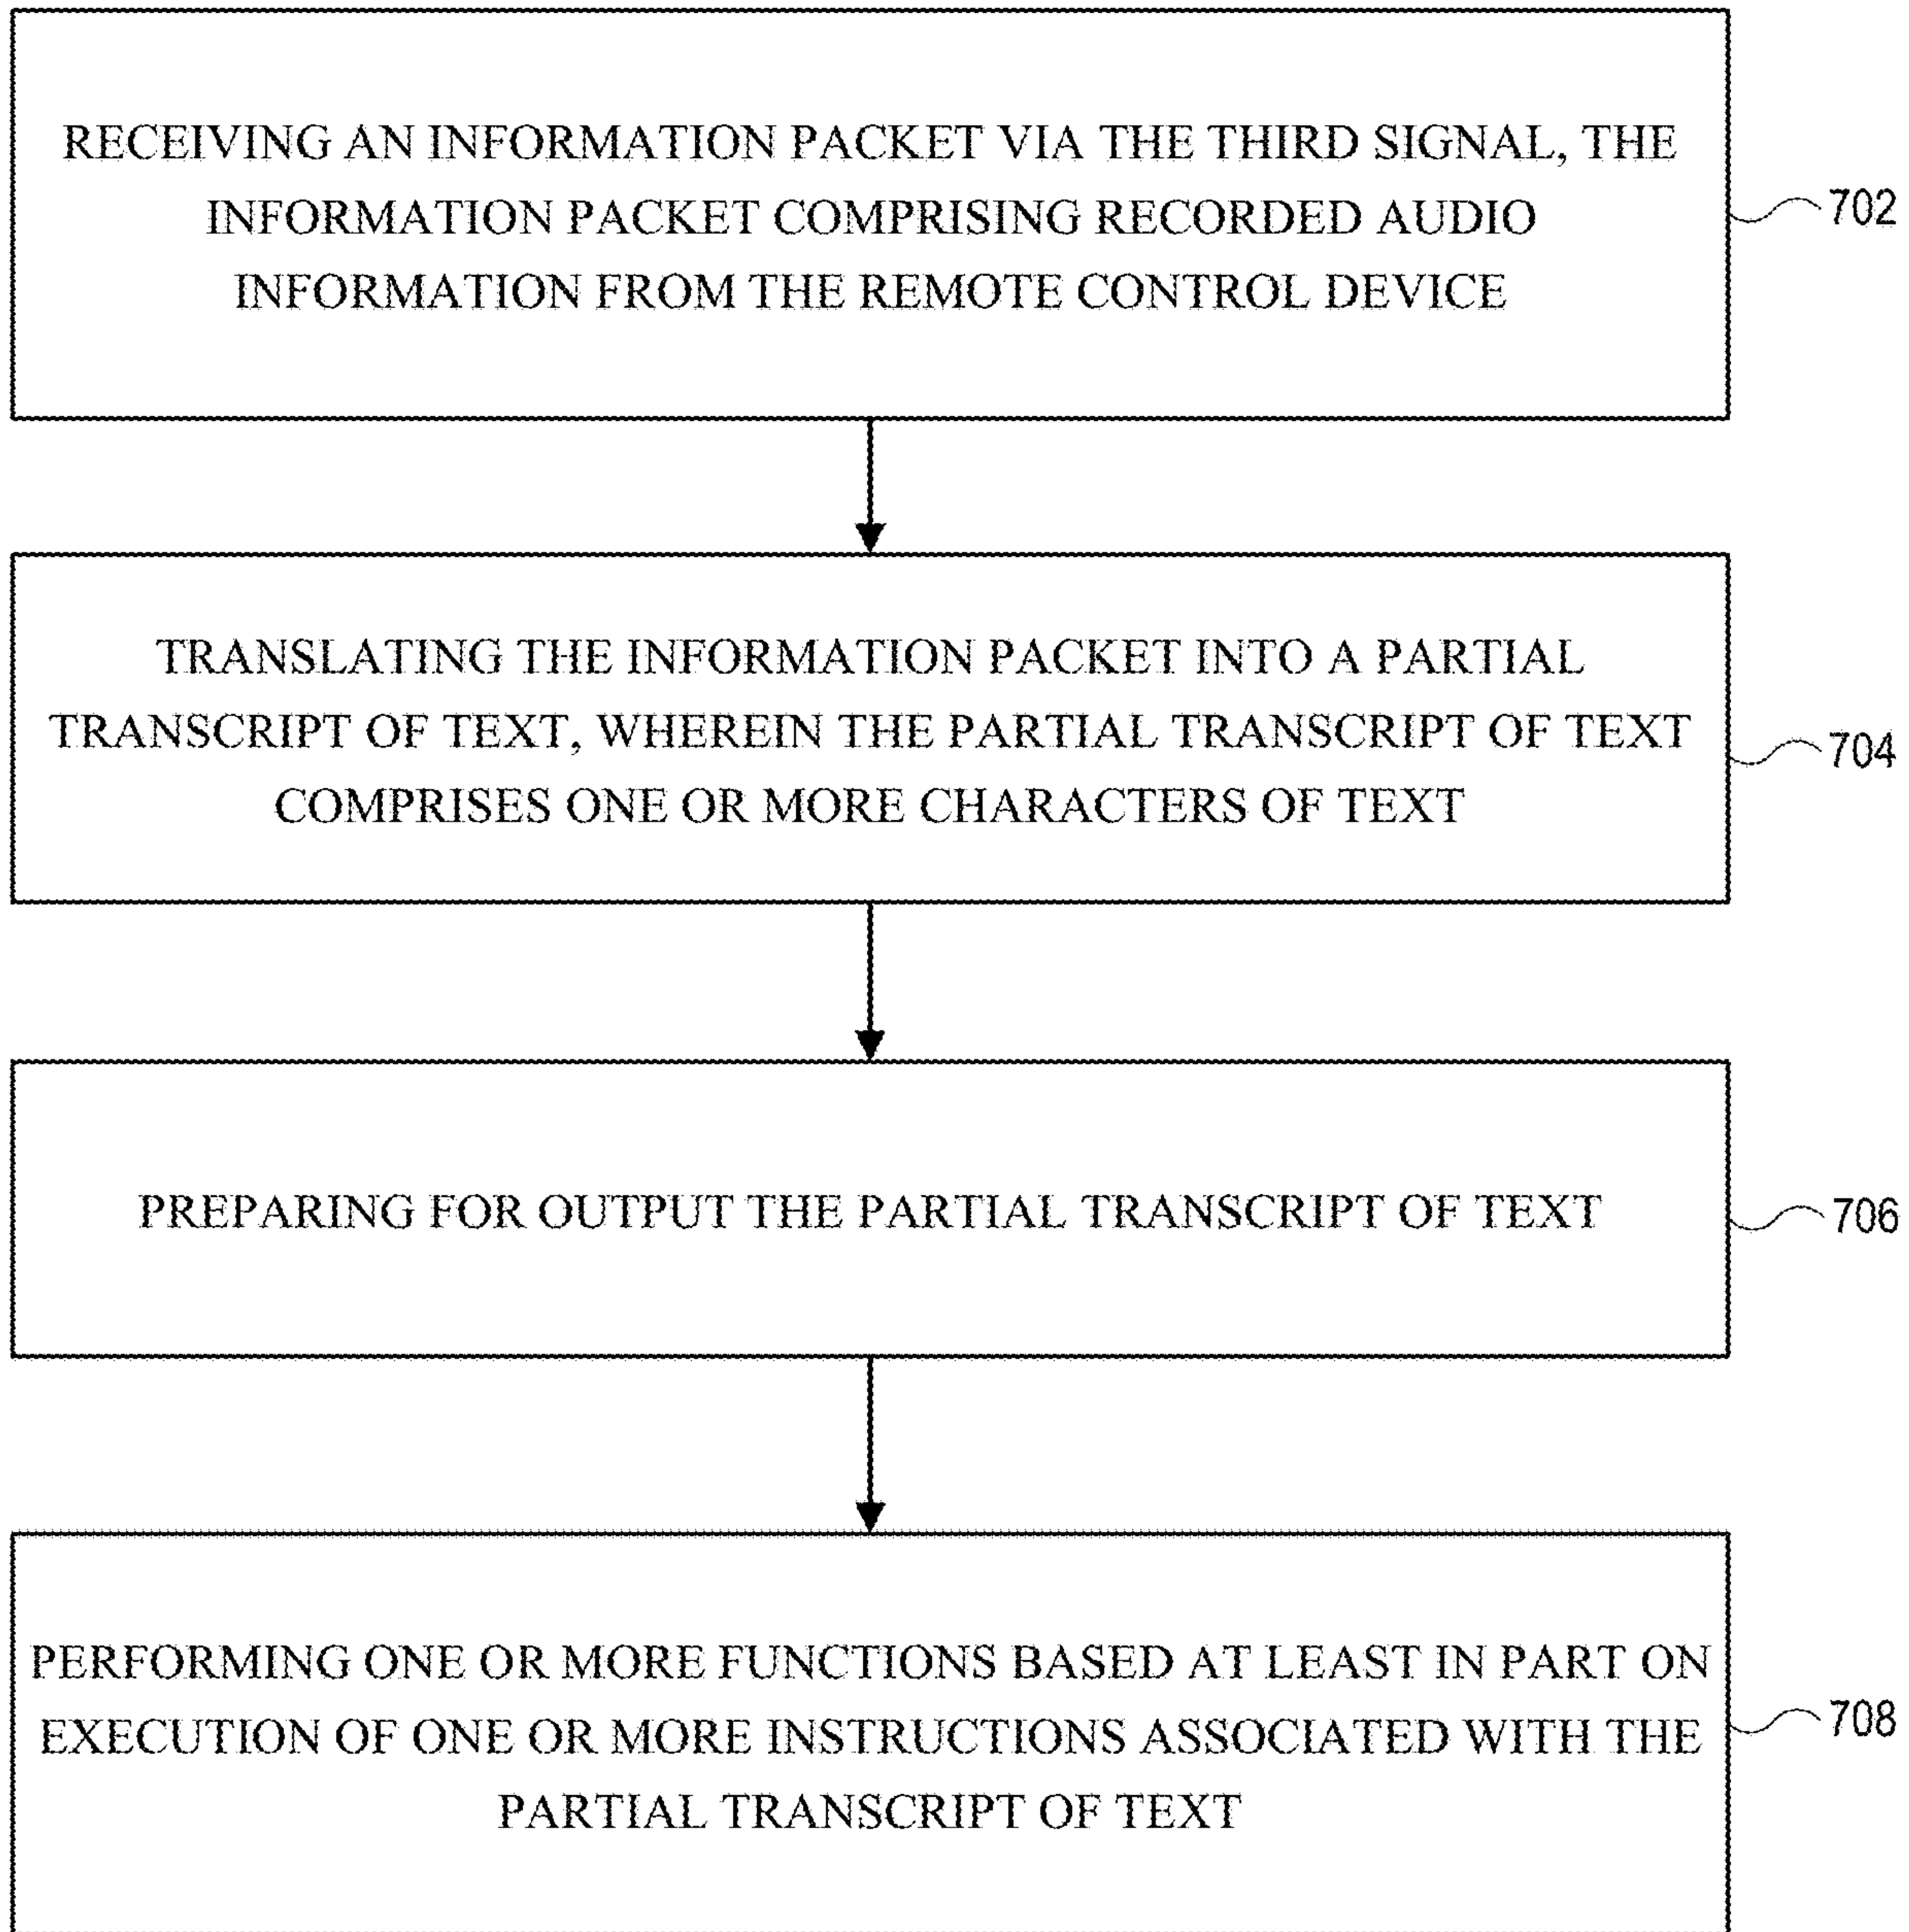 RECEIVING AN INFORMATION PACKET VIA THE THIRD SIGNAL, THE
INFORMATION PACKET COMPRISING RECORDED AUDIO
INFORMATION FROM THE REMOTE CONTROL DEVICE
702
TRANSLATING THE INFORMATION PACKET INTO A PARTIAL
TRANSCRIPT OF TEXT, WHEREIN THE PARTIAL TRANSCRIPT OF TEXT
COMPRISES ONE OR MORE CHARACTERS OF TEXT
704
PREPARING FOR OUTPUT THE PARTIAL TRANSCRIPT OF TEXT
706
PERFORMING ONE OR MORE FUNCTIONS BASED AT LEAST IN PART ON
EXECUTION OF ONE OR MORE INSTRUCTIONS ASSOCIATED WITH THE
PARTIAL TRANSCRIPT OF TEXT
708